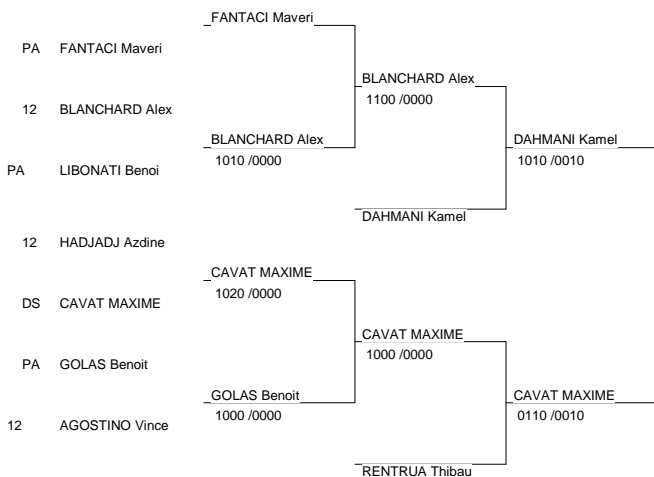 FANTACI Maveri
PA FANTACI Maveri
BLANCHARD Alex
1100 /0000
12 BLANCHARD Alex
BLANCHARD Alex
1010 /0000
DAHMANI Kamel
1010 /0010
PA LIBONATI Benoi
DAHMANI Kamel
12 HADJADJ Azdine
CAVAT MAXIME
1020 /0000
DS CAVAT MAXIME
CAVAT MAXIME
1000 /0000
PA GOLAS Benoit
GOLAS Benoit
1000 /0000
CAVAT MAXIME
0110 /0010
12 AGOSTINO Vince
RENTRUA Thibau